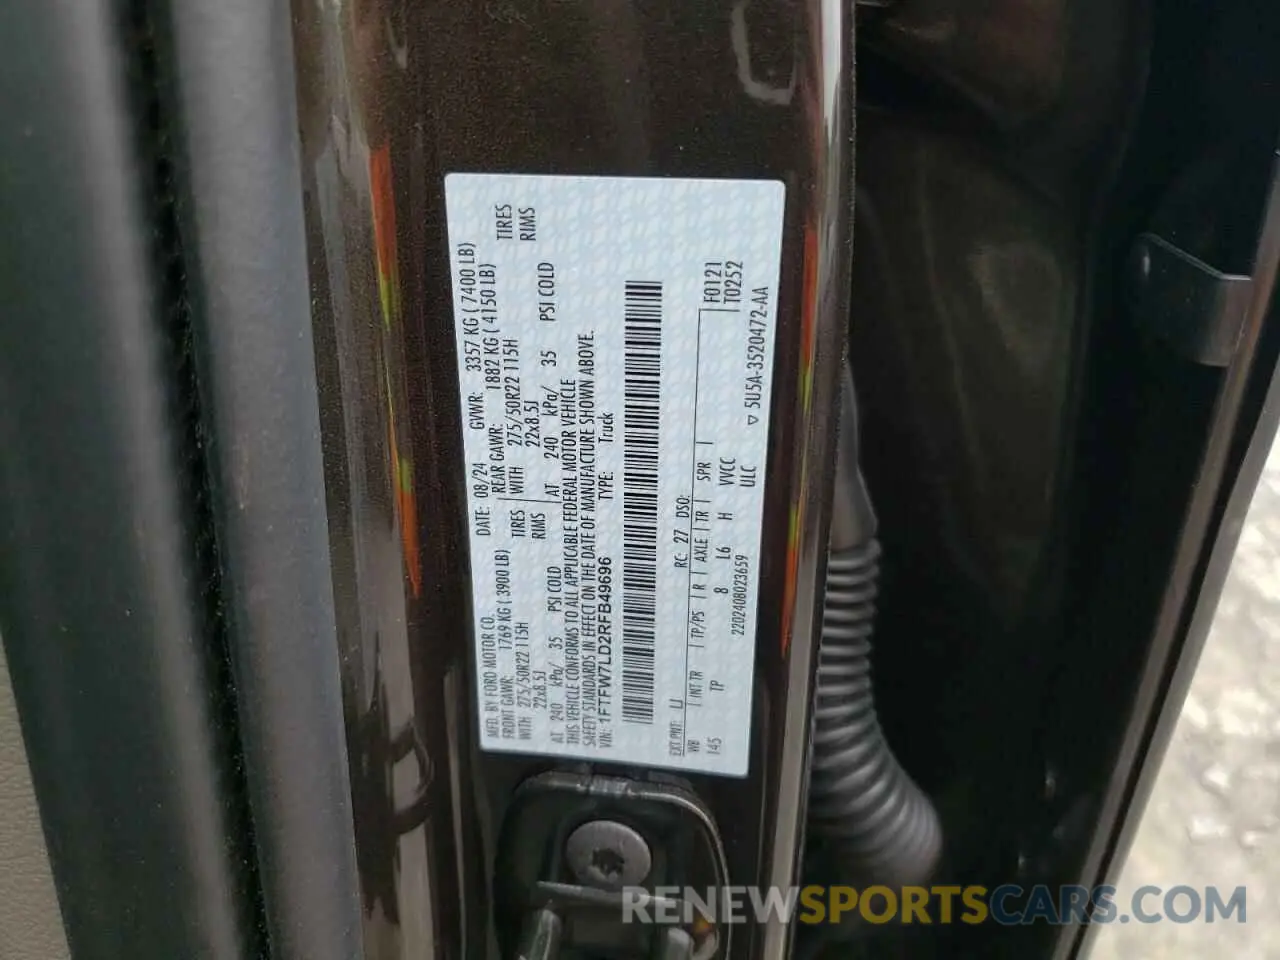 MFD. BY FORD MOTOR CO.
DATE: 08/24 GVWR: 3357 KG ( 7400 LB)
FRONT GAWR: 1769 KG ( 3900 LB)
REAR GAWR: 1882 KG ( 4150 LB)
WITH 275/50R22 115H TIRES
WITH 275/50R22 115H TIRES
22x8.5J RIMS
22x8.5J RIMS
AT 240 kPa/ 35 PSI COLD
AT 240 kPa/ 35 PSI COLD
THIS VEHICLE CONFORMS TO ALL APPLICABLE FEDERAL MOTOR VEHICLE
SAFETY STANDARDS IN EFFECT ON THE DATE OF MANUFACTURE SHOWN ABOVE.
VIN: 1FTFW7LD2RFB49696 TYPE: Truck
EXT PNT: LJ RC: 27 DSO:
WB INT TR TP/PS R AXLE TR SPR F0121
145 TP 8 L6 H VVCC T0252
2202408023659 ULC
▽ 5U5A-3520472-AA
RENEWSPORTSCARS.COM